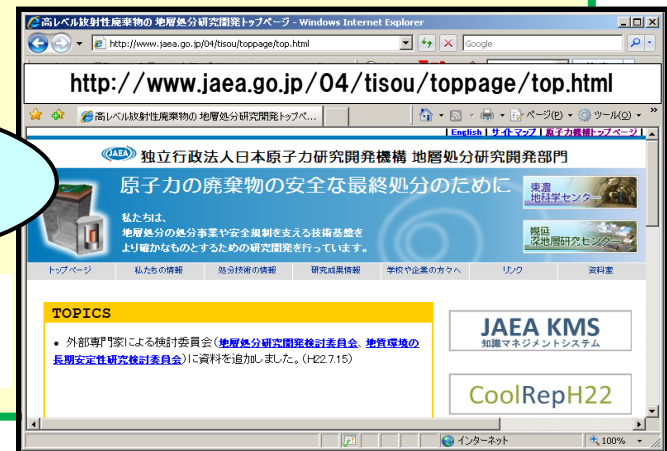 高レベル放射性廃棄物の 地層処分研究開発トップページ - Windows Internet Explorer
http://www.jaea.go.jp/04/tisou/toppage/top.html
Google
http://www.jaea.go.jp/04/tisou/toppage/top.html
高レベル放射性廃棄物の 地層処分研究開発トップペ...
ページ(P)
ツール(O)
| English | サイトマップ | 原子力機構トップページ |
(JAEA) 独立行政法人日本原子力研究開発機構 地層処分研究開発部門
原子力の廃棄物の安全な最終処分のために
東濃
地科学センター
私たちは、
地層処分の処分事業や安全規制を支える技術基盤を
より確かなものとするための研究開発を行っています。
幌延
深地層研究センター
トップページ 私たちの情報 処分技術の情報 研究成果情報 学校や企業の方々へ リンク 資料室
TOPICS
• 外部専門家による検討委員会(地層処分研究開発検討委員会、地質環境の
長期安定性研究検討委員会)に資料を追加しました。(H22.7.15)
JAEA KMS
知識マネジメントシステム
CoolRepH22
インターネット
100%